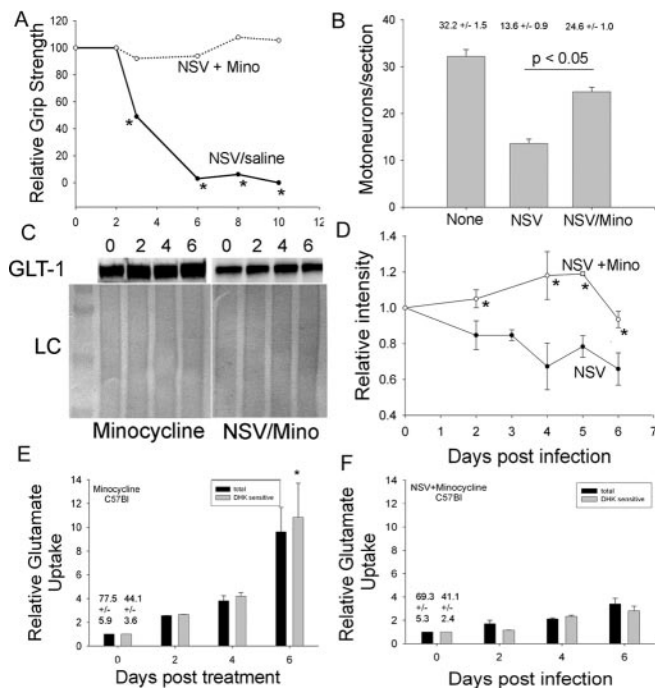 A
Relative Grip Strength
120
100
80
60
40
20
0
0 2 4 6 8 10 12
NSV + Mino
NSV/saline
*
*
*
*
B
Motoneurons/section
40
30
20
10
0
32.2 +/- 1.5 13.6 +/- 0.9 24.6 +/- 1.0
p < 0.05
None NSV NSV/Mino
C
0 2 4 6 0 2 4 6
GLT-1
LC
Minocycline NSV/Mino
D
Relative intensity
1.6
1.4
1.2
1.0
0.8
0.6
0.4
NSV +Mino
*
*
*
*
NSV
0 1 2 3 4 5 6 7
Days post infection
E
Relative Glutamate
Uptake
14
12
10
8
6
4
2
0
Minocycline
C57Bl
total
DHK sensitive
*
77.5 44.1
+/- +/-
5.9 3.6
0 2 4 6
Days post treatment
F
Relative Glutamate
Uptake
14
12
10
8
6
4
2
0
NSV+Minocycline
C57Bl
total
DHK sensitive
69.3 41.1
+/- +/-
5.3 2.4
0 2 4 6
Days post infection